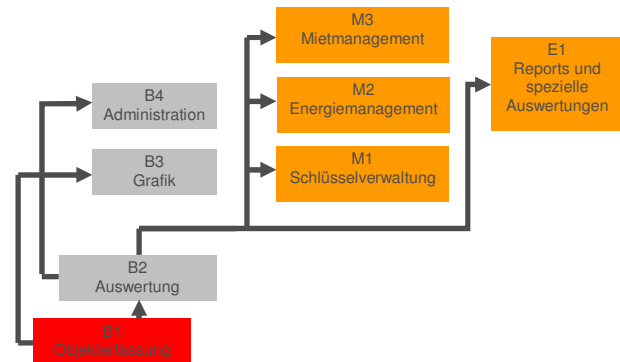 M3
Mietmanagement
E1
Reports und
spezielle
Auswertungen
B4
Administration
M2
Energiemanagement
B3
Grafik
M1
Schlüsselverwaltung
B2
Auswertung
B1
Objekterfassung